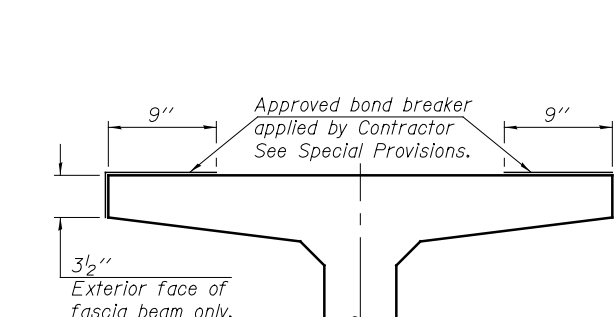 9" 9"
Approved bond breaker
applied by Contractor
See Special Provisions.
3½"
Exterior face of
fascia beam only.